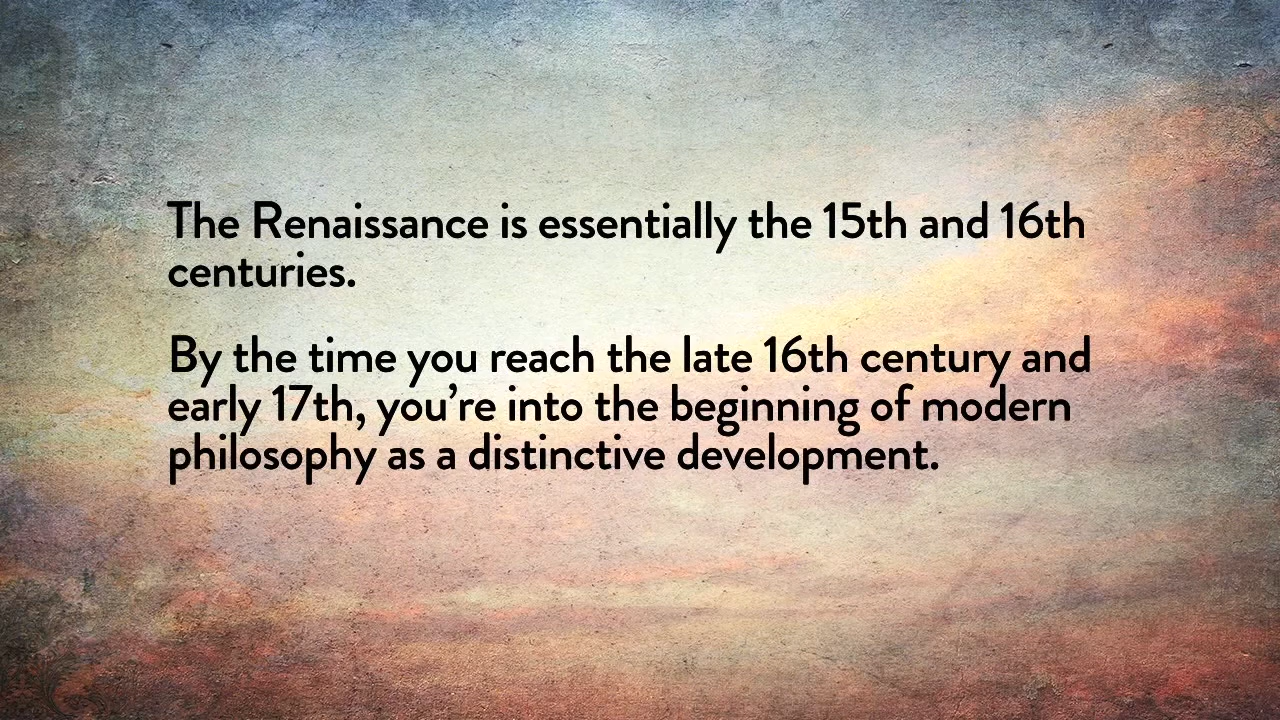 The Renaissance is essentially the 15th and 16th
centuries.
By the time you reach the late 16th century and
early 17th, you’re into the beginning of modern
philosophy as a distinctive development.